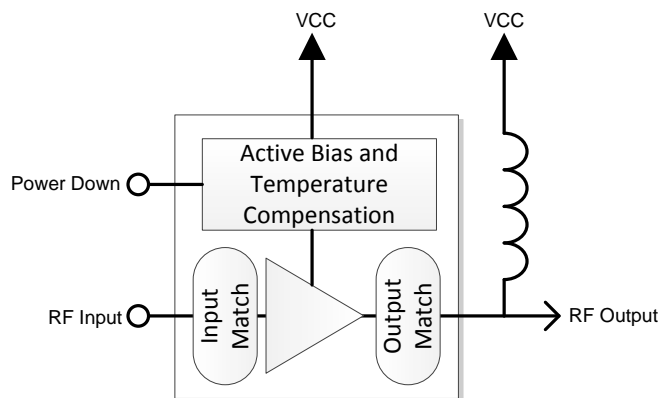 VCC
VCC
Active Bias and
Temperature
Compensation
Power Down
RF Input
Input
Match
Output
Match
RF Output